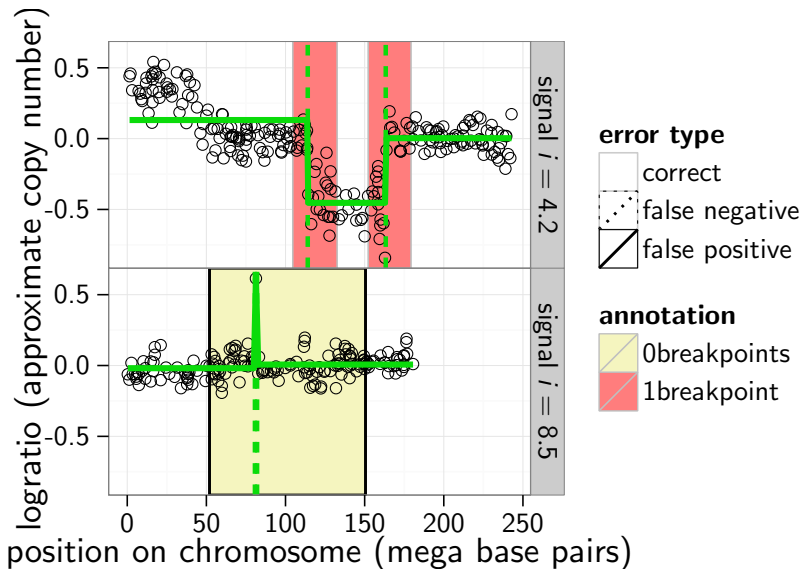 logratio (approximate copy number)
0.5
0.0
-0.5
signal i = 4.2
0.5
0.0
-0.5
signal i = 8.5
0 50 100 150 200 250
position on chromosome (mega base pairs)
error type
correct
false negative
false positive
annotation
0breakpoints
1breakpoint